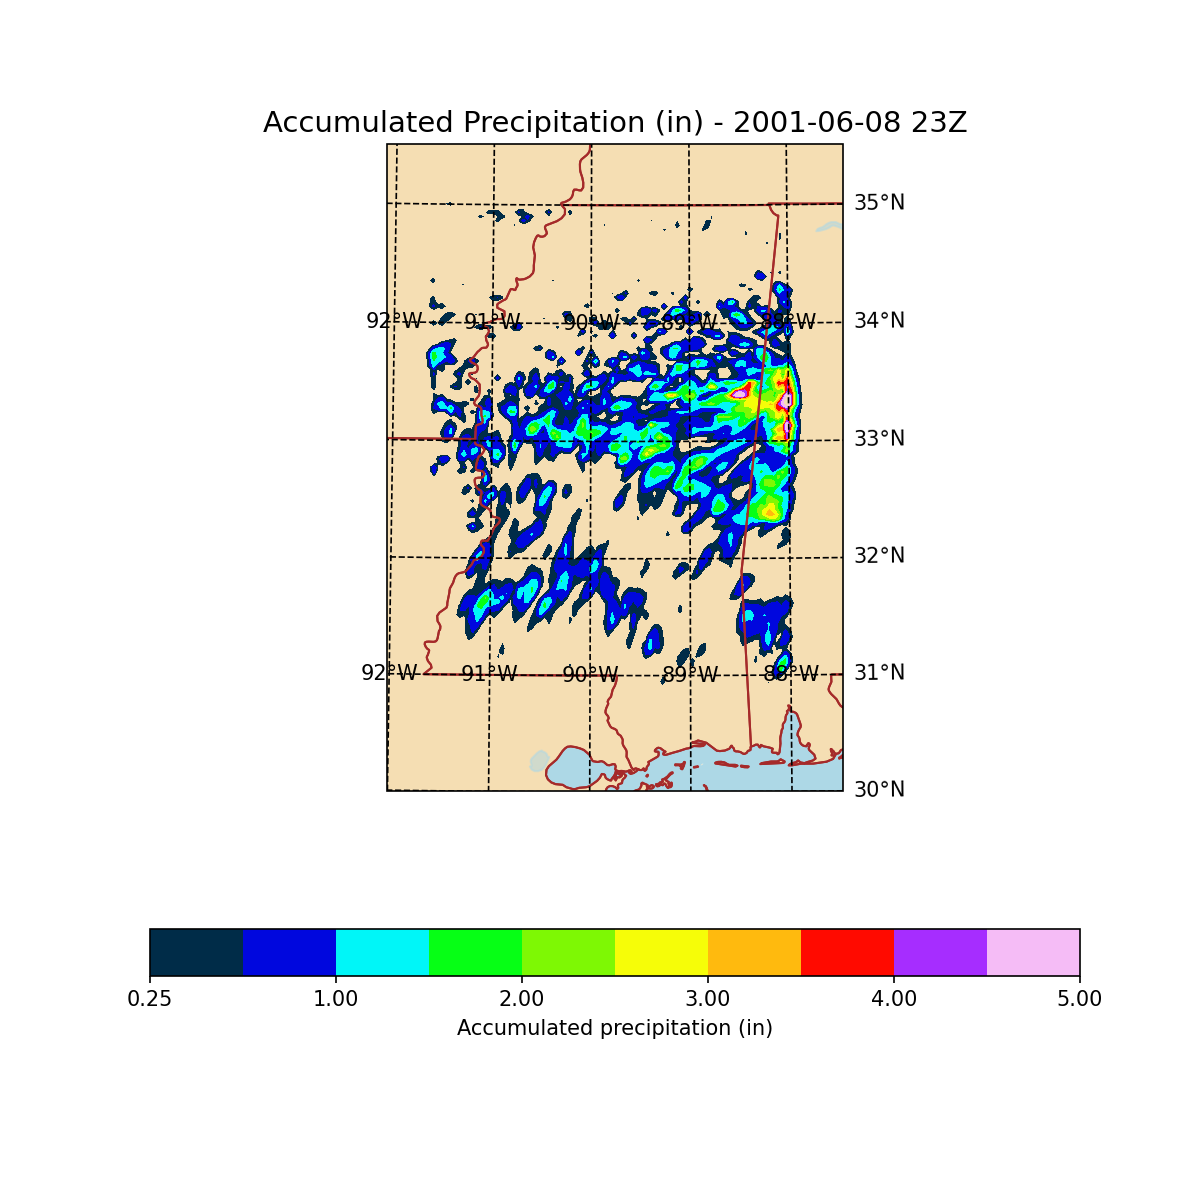 Accumulated Precipitation (in) - 2001-06-08 23Z
35°N
92°W 91°W 90°W 89°W 88°W 34°N
33°N
32°N
92°W 91°W 90°W 89°W 88°W 31°N
30°N
0.25 1.00 2.00 3.00 4.00 5.00
Accumulated precipitation (in)